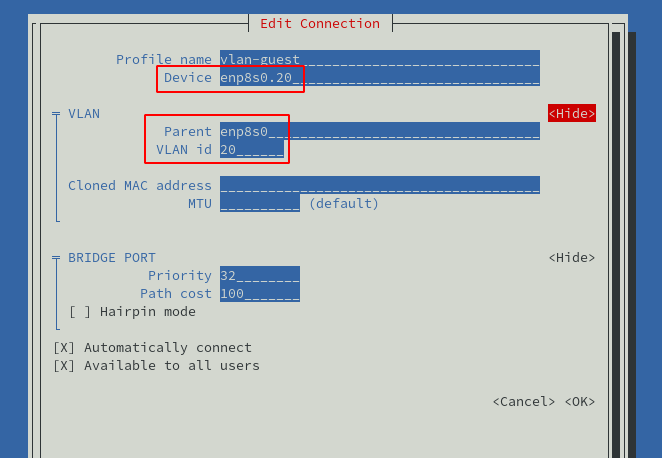 Edit Connection
Profile name vlan-guest
Device enp8s0.20
VLAN <Hide>
Parent enp8s0
VLAN id 20
Cloned MAC address
MTU (default)
BRIDGE PORT <Hide>
Priority 32
Path cost 100
[ ] Hairpin mode
[X] Automatically connect
[X] Available to all users
<Cancel> <OK>